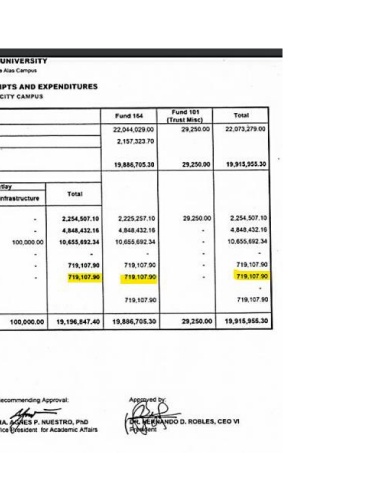 UNIVERSITY
s Alas Campus
IPTS AND EXPENDITURES
CITY CAMPUS
Fund 164 Fund 101 (Trust Misc) Total
22,044,029.00 29,250.00 22,073,279.00
2,157,323.70
19,886,705.30 29,250.00 19,915,955.30
utlay
nfrastructure Total
- 2,254,507.10 2,225,257.10 29,250.00 2,254,507.10
- 4,848,432.16 4,848,432.16 - 4,848,432.16
100,000.00 10,655,692.34 10,655,692.34 - 10,655,692.34
- - - - -
- 719,107.90 719,107.90 - 719,107.90
- 719,107.90 719,107.90 - 719,107.90
-
719,107.90 719,107.90
100,000.00 19,196,847.40 19,886,705.30 29,250.00 19,915,955.30
ecommending Approval: Approved by:
MA. AGNES P. NUESTRO, PhD DR. HERNANDO D. ROBLES, CEO VI
Vice President for Academic Affairs President